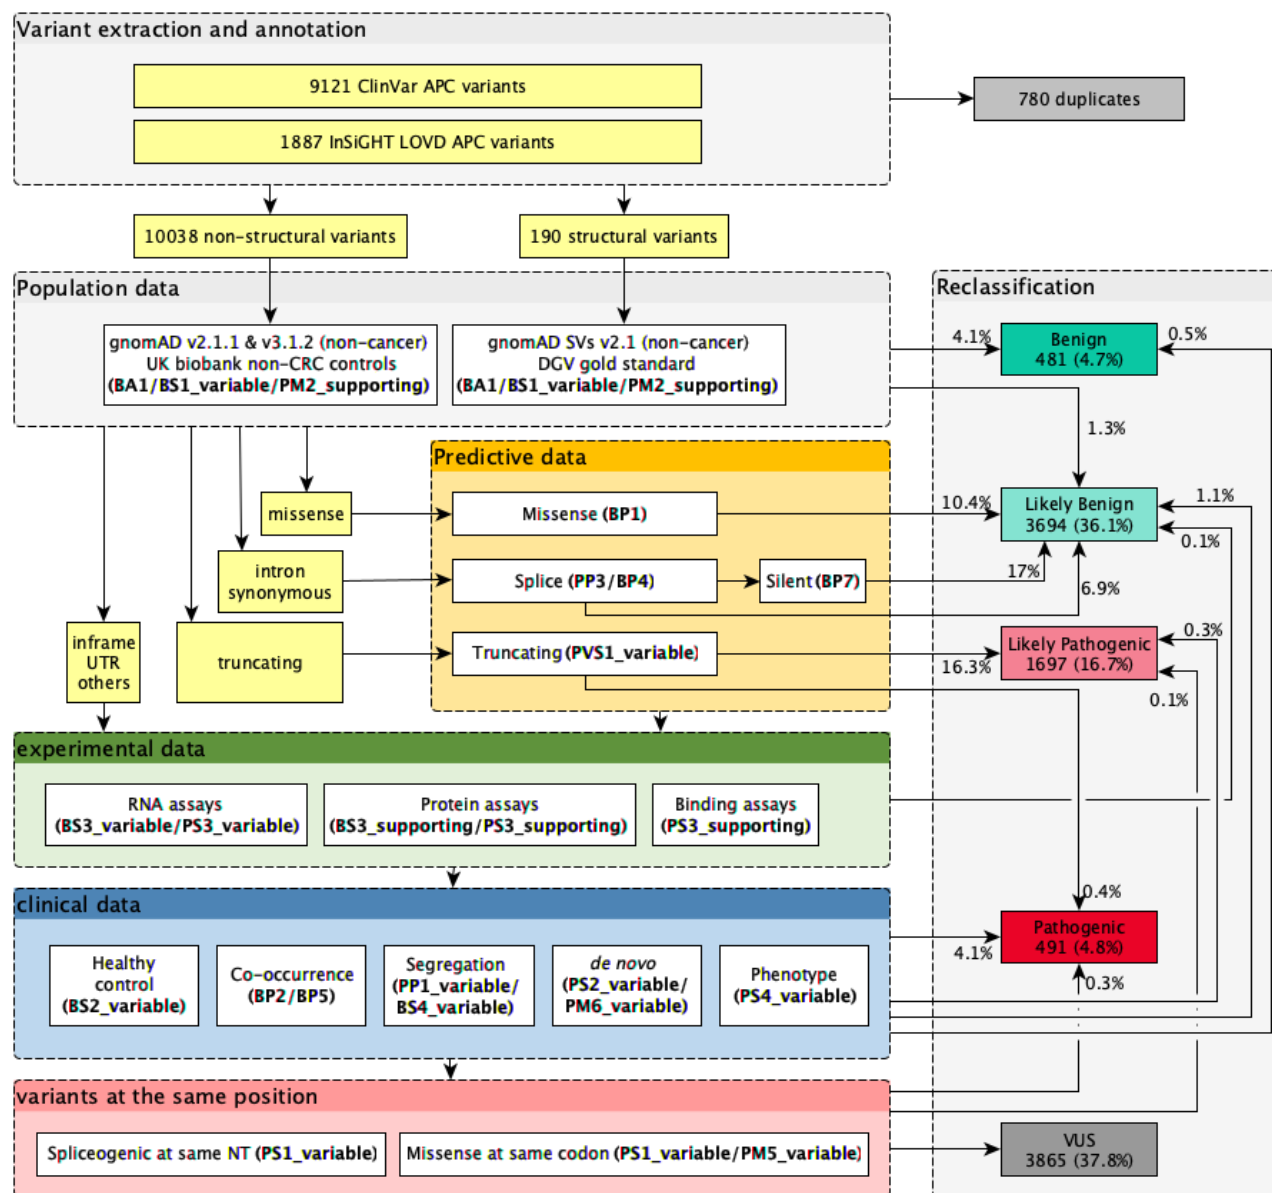 Variant extraction and annotation
9121 ClinVar APC variants
780 duplicates
1887 InSiGHT LOVD APC variants
10038 non-structural variants
190 structural variants
Population data
gnomAD v2.1.1 & v3.1.2 (non-cancer)
UK biobank non-CRC controls
(BA1/BS1_variable/PM2_supporting)
gnomAD SVs v2.1 (non-cancer)
DGV gold standard
(BA1/BS1_variable/PM2_supporting)
Reclassification
4.1%
Benign
481 (4.7%)
0.5%
1.3%
Predictive data
missense
Missense (BP1)
10.4%
Likely Benign
3694 (36.1%)
1.1%
0.1%
intron
synonymous
Splice (PP3/BP4)
Silent (BP7)
17%
6.9%
inframe
UTR
others
truncating
Truncating (PVS1_variable)
16.3%
Likely Pathogenic
1697 (16.7%)
0.3%
0.1%
experimental data
RNA assays
(BS3_variable/PS3_variable)
Protein assays
(BS3_supporting/PS3_supporting)
Binding assays
(PS3_supporting)
clinical data
Healthy
control
(BS2_variable)
Co-occurrence
(BP2/BP5)
Segregation
(PP1_variable/
BS4_variable)
de novo
(PS2_variable/
PM6_variable)
Phenotype
(PS4_variable)
0.4%
4.1%
Pathogenic
491 (4.8%)
0.3%
variants at the same position
Spliceogenic at same NT (PS1_variable)
Missense at same codon (PS1_variable/PM5_variable)
VUS
3865 (37.8%)